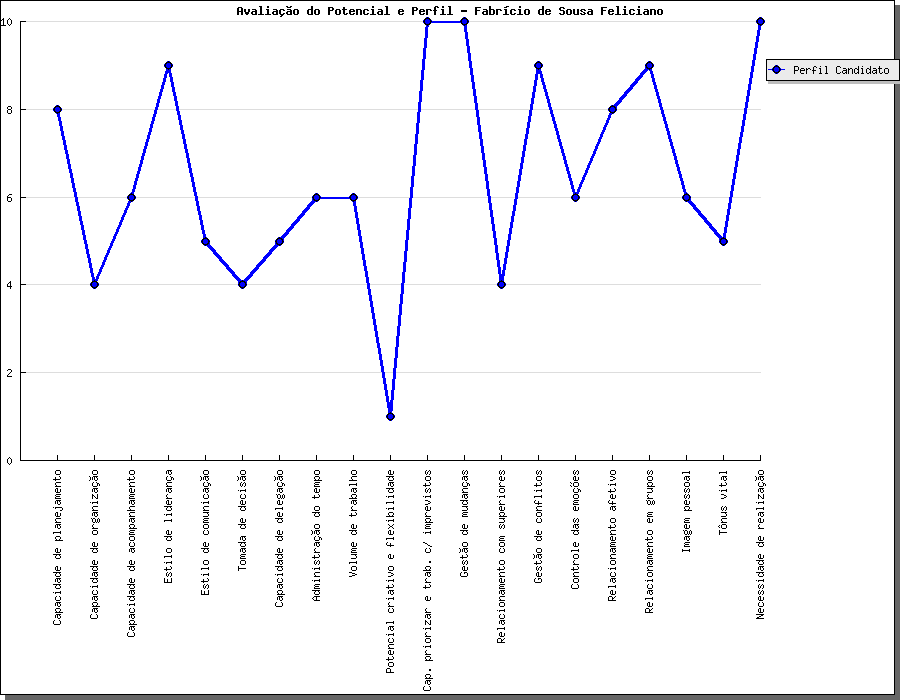 Avaliação do Potencial e Perfil - Fabrício de Sousa Feliciano
10
8
6
4
2
0
Perfil Candidato
Capacidade de planejamento
Capacidade de organização
Capacidade de acompanhamento
Estilo de liderança
Estilo de comunicação
Tomada de decisão
Capacidade de delegação
Administração do tempo
Volume de trabalho
Potencial criativo e flexibilidade
Cap. priorizar e trab. c/ imprevistos
Gestão de mudanças
Relacionamento com superiores
Gestão de conflitos
Controle das emoções
Relacionamento afetivo
Relacionamento em grupos
Imagem pessoal
Tônus vital
Necessidade de realização